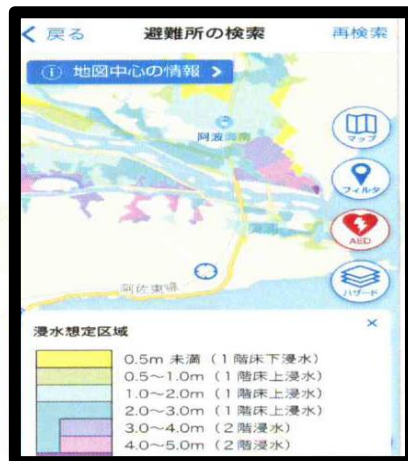 戻る 避難所の検索 再検索
地図中心の情報
マップ
阿波海南
フィルタ
AED
阿佐東線
ハザード
浸水想定区域
0.5m 未満（1階床下浸水）
0.5～1.0m（1階床上浸水）
1.0～2.0m（1階床上浸水）
2.0～3.0m（1階床上浸水）
3.0～4.0m（2階浸水）
4.0～5.0m（2階浸水）